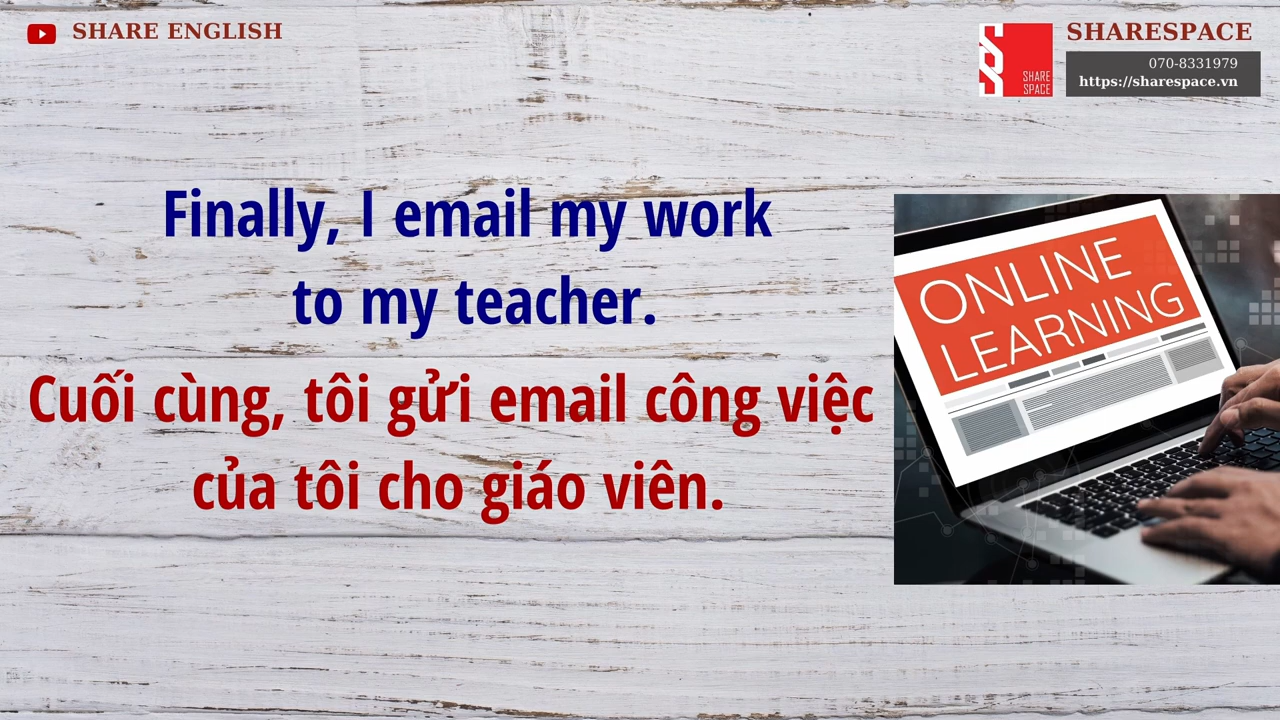 SHARE ENGLISH
SHARESPACE
070-8331979
https://sharespace.vn
SHARE
SPACE
Finally, I email my work
to my teacher.
Cuối cùng, tôi gửi email công việc
của tôi cho giáo viên.
ONLINE
LEARNING